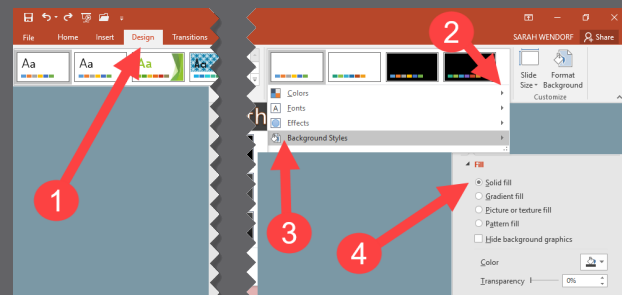 File Home Insert Design Transitions
Aa Aa Aa Aa
1
2
SARAH WENDORF Share
Slide Size
Format Background
Customize
Colors
Fonts
Effects
Background Styles
3
4
Fill
Solid fill
Gradient fill
Picture or texture fill
Pattern fill
Hide background graphics
Color
Transparency 0%